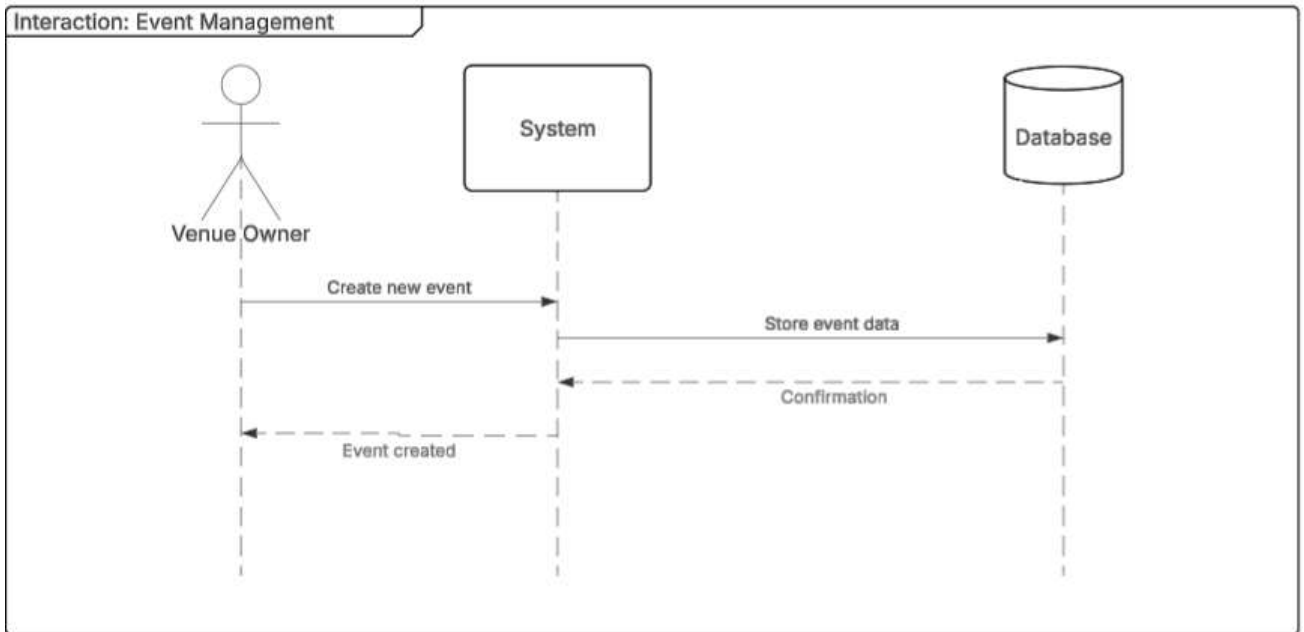 Interaction: Event Management
System
Database
Venue Owner
Create new event
Store event data
Confirmation
Event created